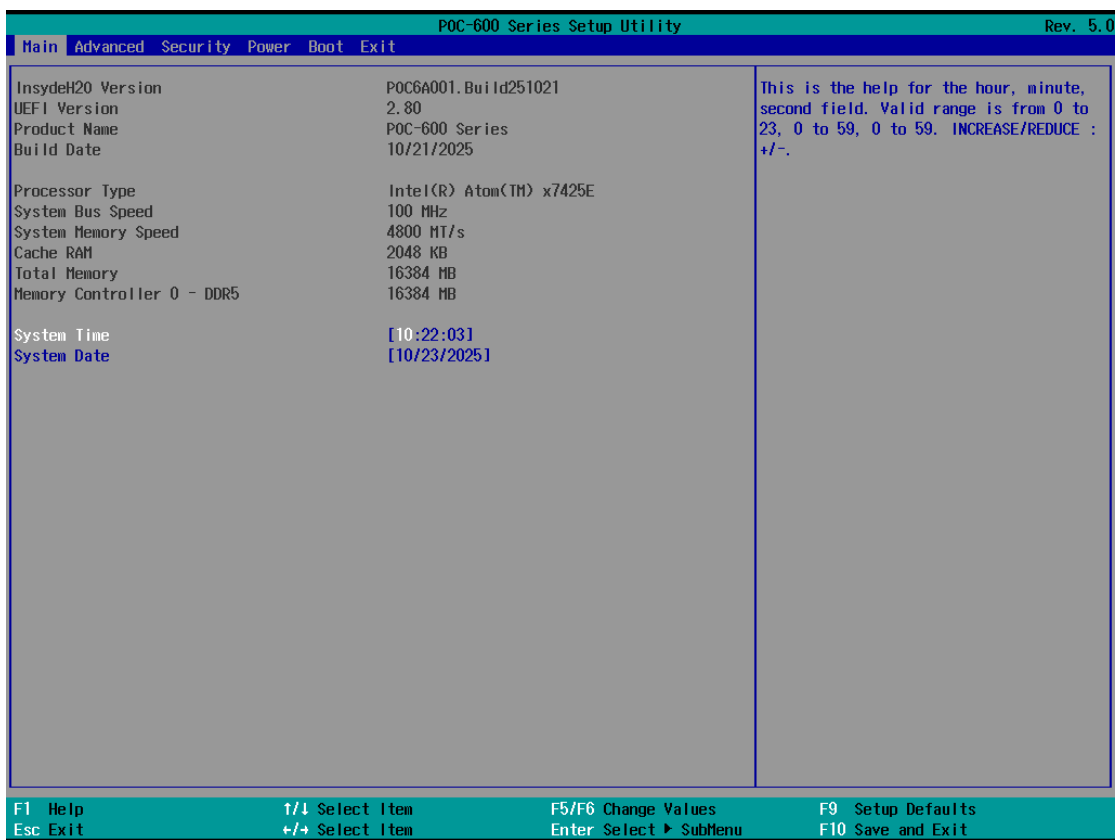 POC-600 Series Setup Utility Rev. 5.0
Main Advanced Security Power Boot Exit
InsydeH2O Version POC6A001.Build251021
UEFI Version 2.80
Product Name POC-600 Series
Build Date 10/21/2025
Processor Type Intel(R) Atom(TM) x7425E
System Bus Speed 100 MHz
System Memory Speed 4800 MT/s
Cache RAM 2048 KB
Total Memory 16384 MB
Memory Controller 0 - DDR5 16384 MB
System Time [10:22:03]
System Date [10/23/2025]
This is the help for the hour, minute,
second field. Valid range is from 0 to
23, 0 to 59, 0 to 59. INCREASE/REDUCE :
+/-.
F1 Help ↑/↓ Select Item F5/F6 Change Values F9 Setup Defaults
Esc Exit ←/→ Select Item Enter Select ▶ SubMenu F10 Save and Exit